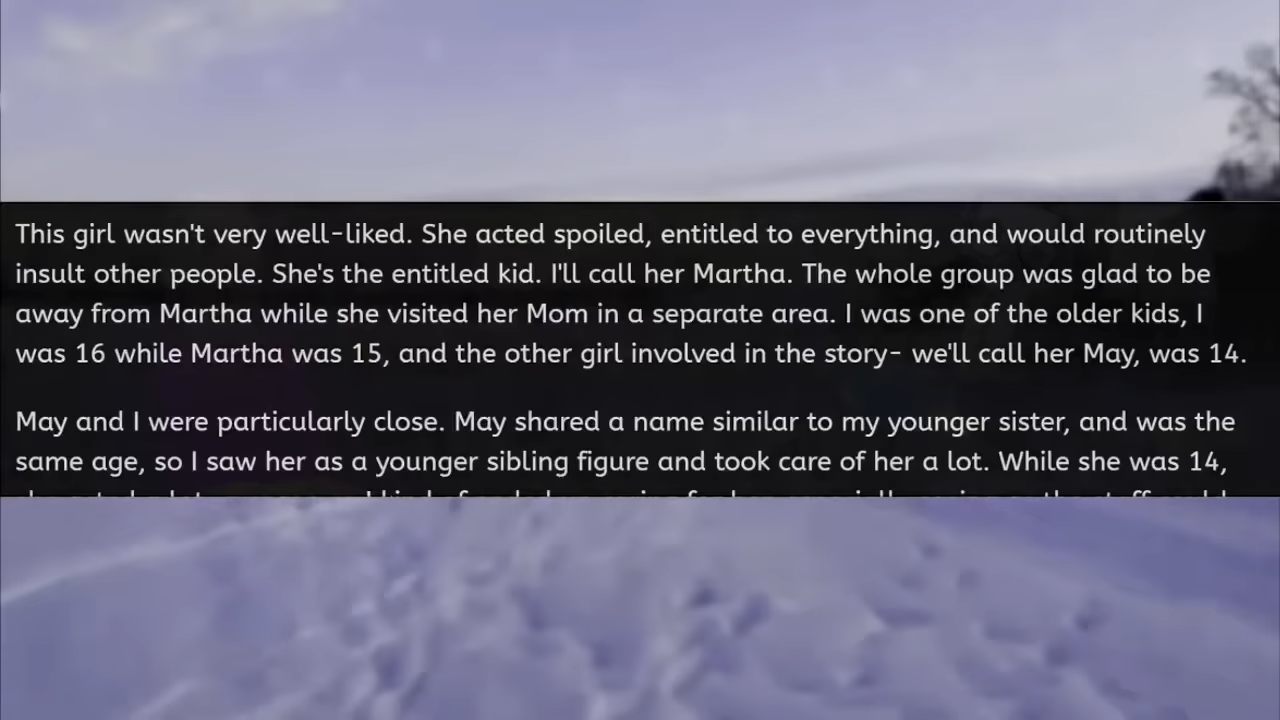 This girl wasn't very well-liked. She acted spoiled, entitled to everything, and would routinely
insult other people. She's the entitled kid. I'll call her Martha. The whole group was glad to be
away from Martha while she visited her Mom in a separate area. I was one of the older kids, I
was 16 while Martha was 15, and the other girl involved in the story- we'll call her May, was 14.
May and I were particularly close. May shared a name similar to my younger sister, and was the
same age, so I saw her as a younger sibling figure and took care of her a lot. While she was 14,